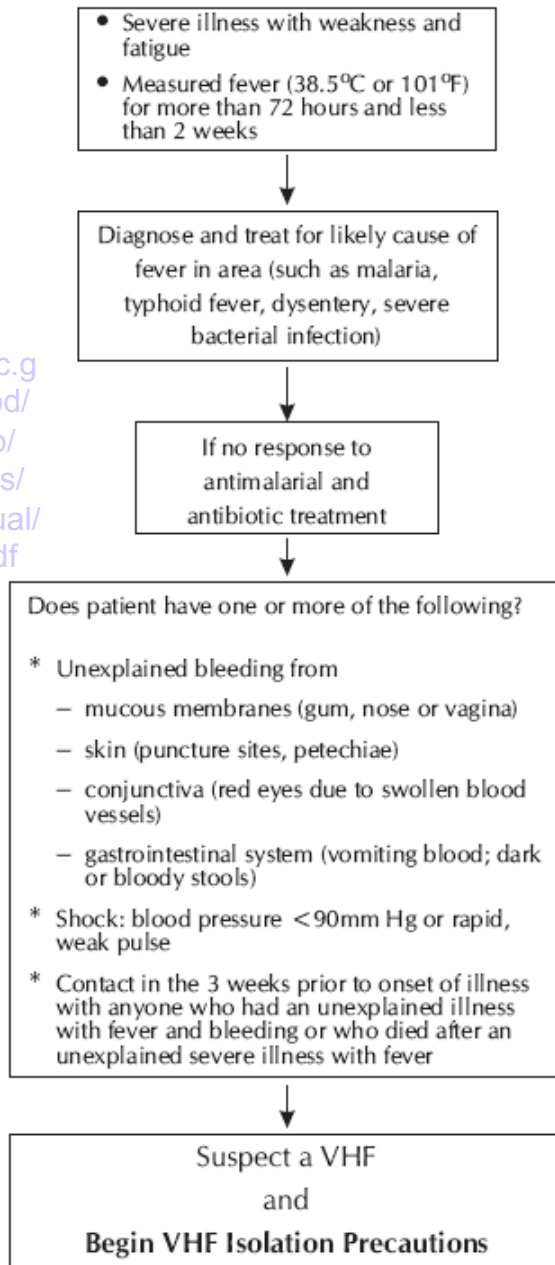 • Severe illness with weakness and
fatigue
• Measured fever (38.5°C or 101°F)
for more than 72 hours and less
than 2 weeks
Diagnose and treat for likely cause of
fever in area (such as malaria,
typhoid fever, dysentery, severe
bacterial infection)
c.g
od/
o/
s/
ual/
df
If no response to
antimalarial and
antibiotic treatment
Does patient have one or more of the following?
* Unexplained bleeding from
– mucous membranes (gum, nose or vagina)
– skin (puncture sites, petechiae)
– conjunctiva (red eyes due to swollen blood
vessels)
– gastrointestinal system (vomiting blood; dark
or bloody stools)
* Shock: blood pressure <90mm Hg or rapid,
weak pulse
* Contact in the 3 weeks prior to onset of illness
with anyone who had an unexplained illness
with fever and bleeding or who died after an
unexplained severe illness with fever
Suspect a VHF
and
Begin VHF Isolation Precautions